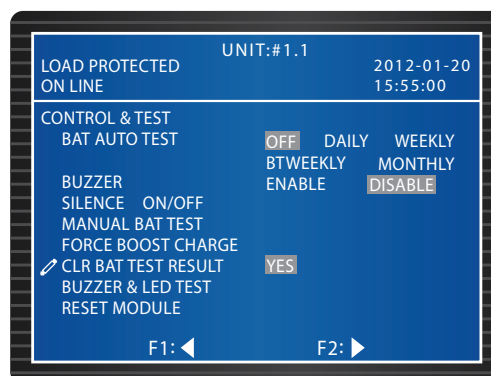 UNIT:#1.1
LOAD PROTECTED 2012-01-20
ON LINE 15:55:00
CONTROL & TEST
BAT AUTO TEST OFF DAILY WEEKLY
BTWEEKLY MONTHLY
BUZZER ENABLE DISABLE
SILENCE ON/OFF
MANUAL BAT TEST
FORCE BOOST CHARGE
CLR BAT TEST RESULT YES
BUZZER & LED TEST
RESET MODULE
F1: F2: